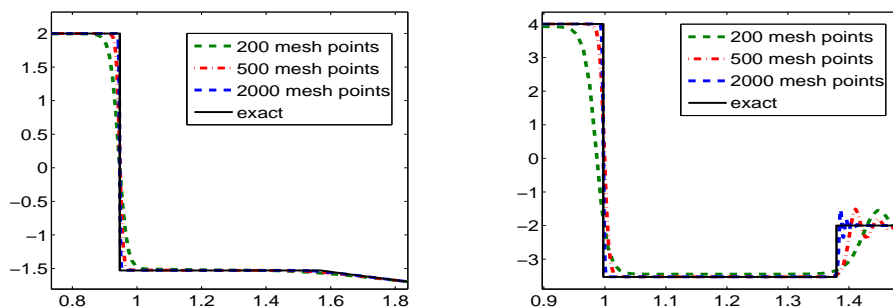 2
1.5
1
0.5
0
−0.5
−1
−1.5
0.8 1 1.2 1.4 1.6 1.8
200 mesh points
500 mesh points
2000 mesh points
exact
4
3
2
1
0
−1
−2
−3
0.9 1 1.1 1.2 1.3 1.4
200 mesh points
500 mesh points
2000 mesh points
exact